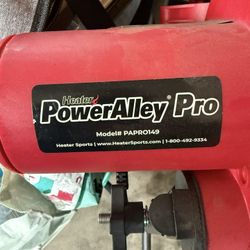 Heater
PowerAlley® Pro
Model# PAPRO149
Heater Sports | www.HeaterSports.com | 1-800-492-9334